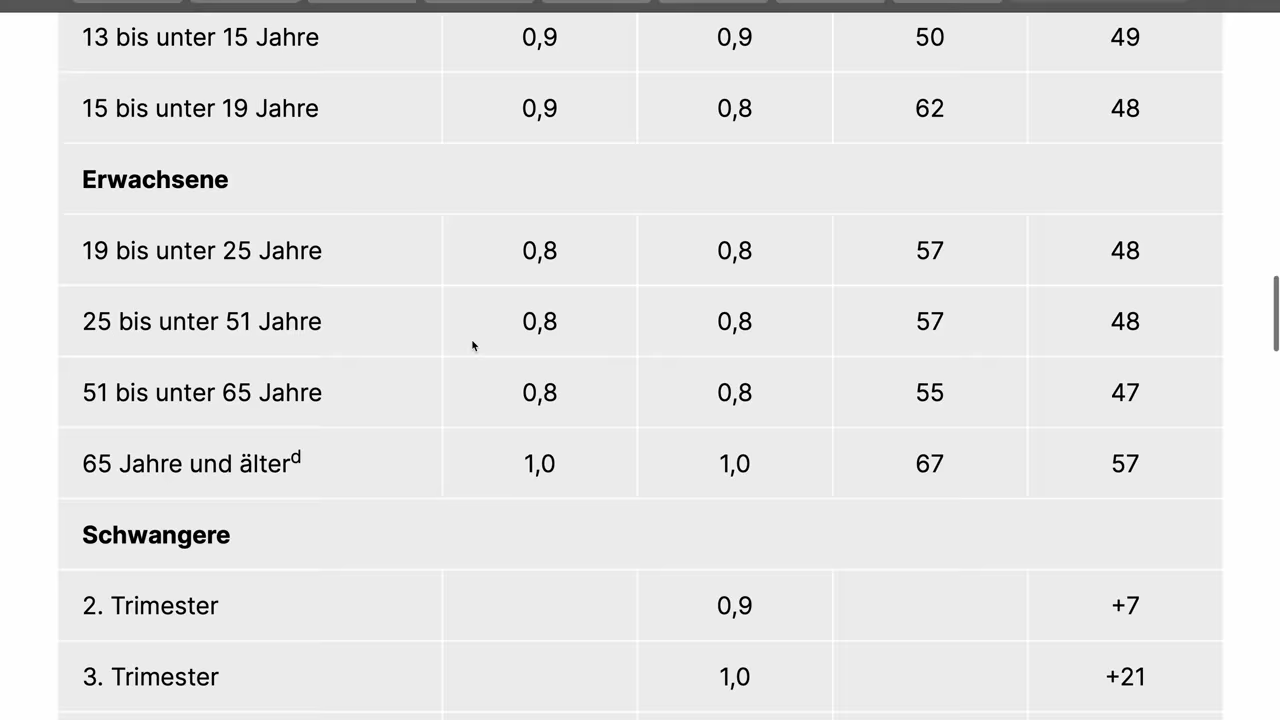 13 bis unter 15 Jahre 0,9 0,9 50 49
15 bis unter 19 Jahre 0,9 0,8 62 48
Erwachsene
19 bis unter 25 Jahre 0,8 0,8 57 48
25 bis unter 51 Jahre 0,8 0,8 57 48
51 bis unter 65 Jahre 0,8 0,8 55 47
65 Jahre und älterᵈ 1,0 1,0 67 57
Schwangere
2. Trimester 0,9 +7
3. Trimester 1,0 +21